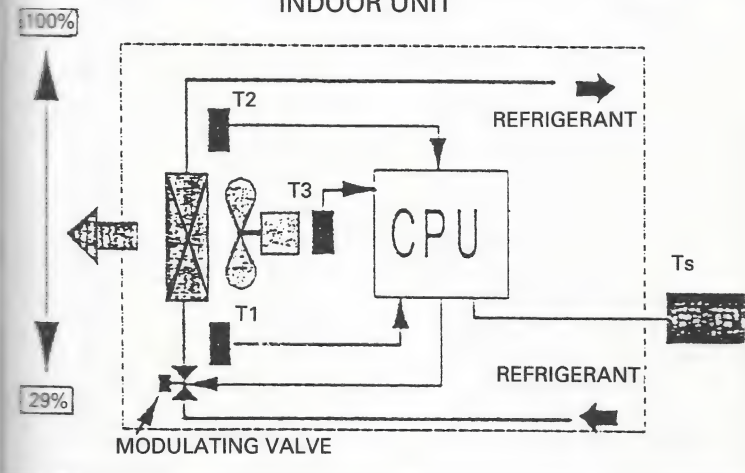 INDOOR UNIT
100%
T2
REFRIGERANT
T3
CPU
Ts
T1
REFRIGERANT
29%
MODULATING VALVE